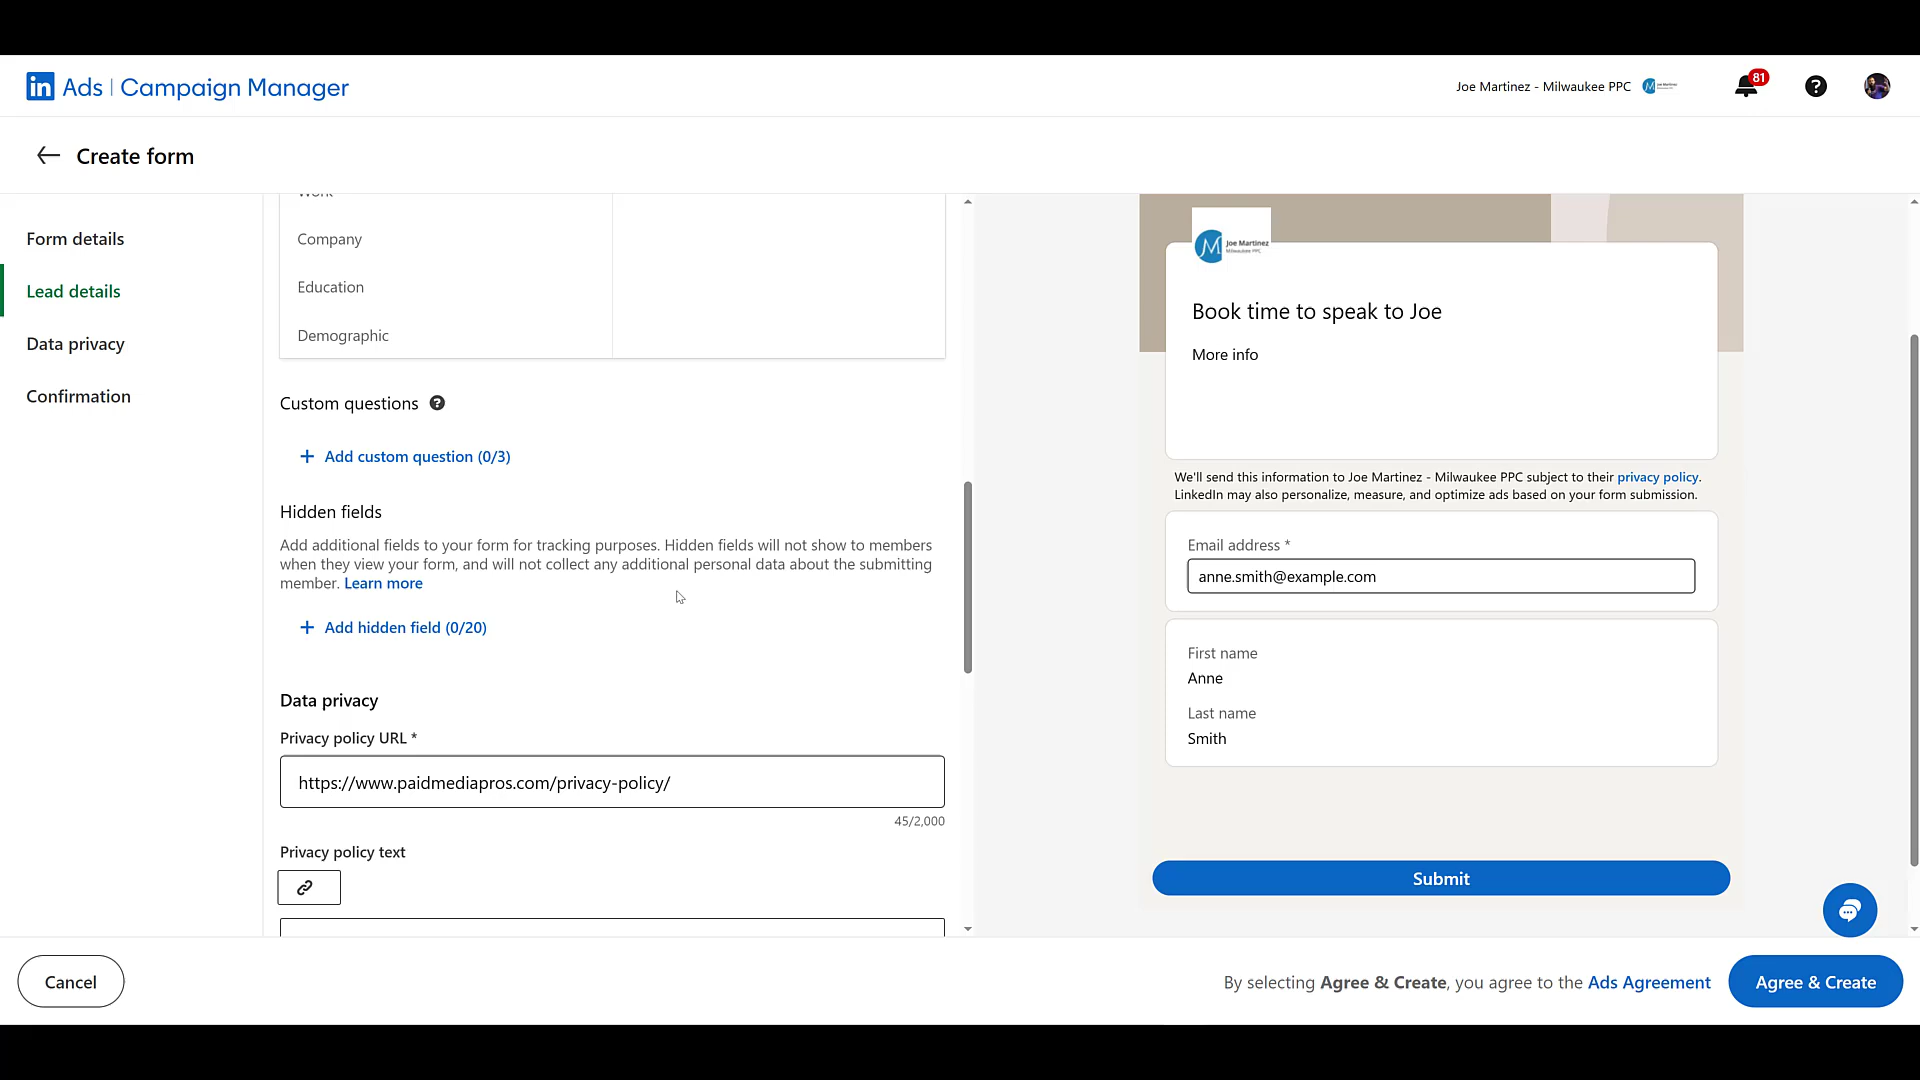 in Ads | Campaign Manager
Joe Martinez - Milwaukee PPC
81
Create form
Form details
Lead details
Data privacy
Confirmation
Work
Company
Education
Demographic
Custom questions
Add custom question (0/3)
Hidden fields
Add additional fields to your form for tracking purposes. Hidden fields will not show to members
when they view your form, and will not collect any additional personal data about the submitting
member. Learn more
Add hidden field (0/20)
Data privacy
Privacy policy URL *
https://www.paidmediapros.com/privacy-policy/
45/2,000
Privacy policy text
M Joe Martinez
Milwaukee PPC
Book time to speak to Joe
More info
We'll send this information to Joe Martinez - Milwaukee PPC subject to their privacy policy.
LinkedIn may also personalize, measure, and optimize ads based on your form submission.
Email address *
anne.smith@example.com
First name
Anne
Last name
Smith
Submit
Cancel
By selecting Agree & Create, you agree to the Ads Agreement
Agree & Create